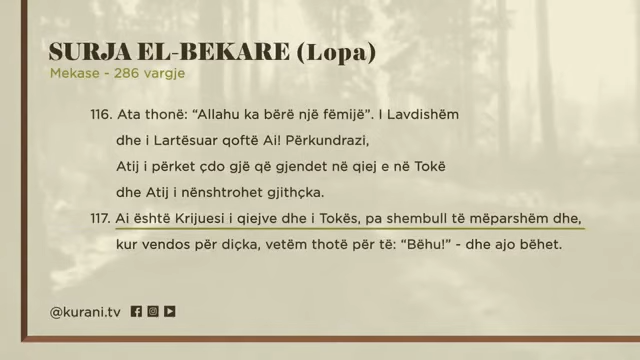 SURJA EL-BEKARE (Lopa)
Mekase - 286 vargje
116. Ata thonë: “Allahu ka bërë një fëmijë”. I Lavdishëm
dhe i Lartësuar qoftë Ai! Përkundrazi,
Atij i përket çdo gjë që gjendet në qiej e në Tokë
dhe Atij i nënshtrohet gjithçka.
117. Ai është Krijuesi i qiejve dhe i Tokës, pa shembull të mëparshëm dhe,
kur vendos për diçka, vetëm thotë për të: “Bëhu!” - dhe ajo bëhet.
@kurani.tv